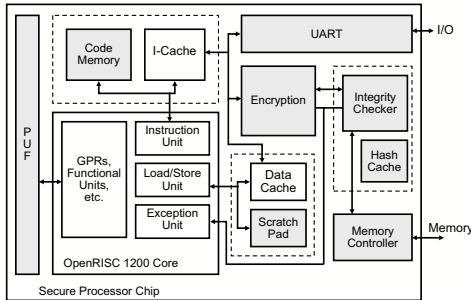 Code
Memory
I-Cache
UART
I/O
P
U
F
Encryption
Integrity
Checker
Hash
Cache
GPRs,
Functional
Units,
etc.
Instruction
Unit
Load/Store
Unit
Exception
Unit
Data
Cache
Scratch
Pad
Memory
Controller
Memory
OpenRISC 1200 Core
Secure Processor Chip